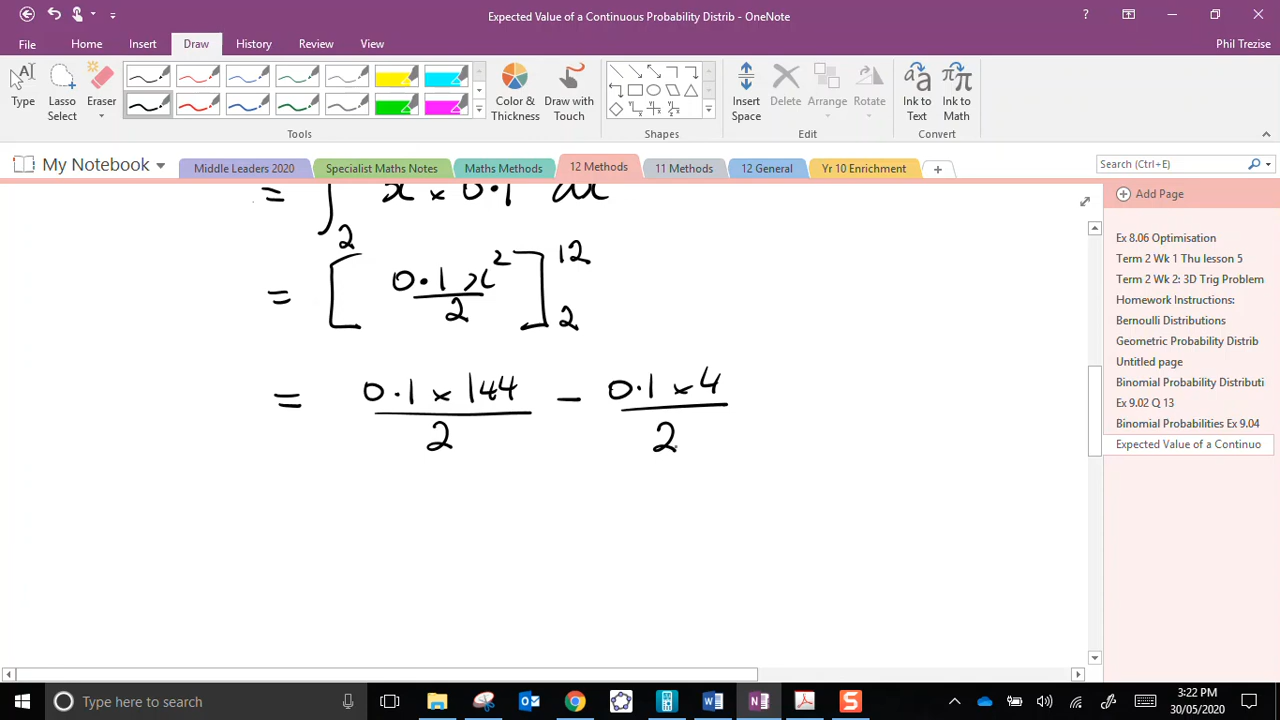 Expected Value of a Continuous Probability Distrib - OneNote
?
File Home Insert Draw History Review View Phil Trezise
Type Lasso Select Eraser Color & Thickness Draw with Touch Insert Space Delete Arrange Rotate Ink to Text Ink to Math
Tools Shapes Edit Convert
My Notebook Middle Leaders 2020 Specialist Maths Notes Maths Methods 12 Methods 11 Methods 12 General Yr 10 Enrichment Search (Ctrl+E)
Add Page
Ex 8.06 Optimisation
Term 2 Wk 1 Thu lesson 5
Term 2 Wk 2: 3D Trig Problem
Homework Instructions:
Bernoulli Distributions
Geometric Probability Distrib
Untitled page
Binomial Probability Distributi
Ex 9.02 Q 13
Binomial Probabilities Ex 9.04
Expected Value of a Continuo
= ∫₂ x × 0.1 dx
= [ 0.1x²/2 ]₂¹²
= 0.1 × 144/2 − 0.1 × 4/2
Type here to search
3:22 PM
30/05/2020